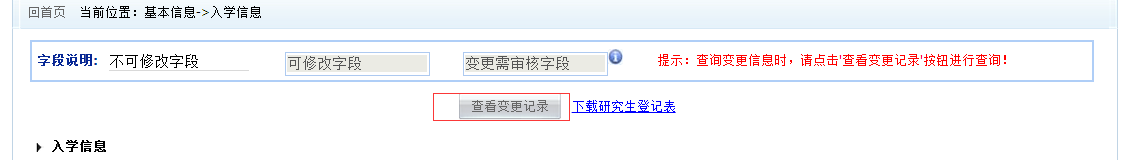 回首页 当前位置：基本信息->入学信息
字段说明: 不可修改字段 可修改字段 变更需审核字段 提示：查询变更信息时，请点击'查看变更记录'按钮进行查询!
查看变更记录 下载研究生登记表
入学信息